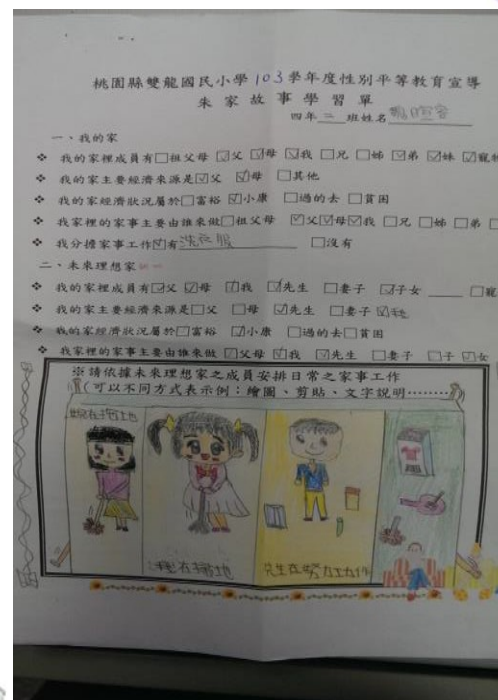 桃園縣雙龍國民小學103學年度性別平等教育宣導
朱家故事學習單
四年二班姓名
一、我的家
❖ 我的家裡成員有□祖父母 ☑父 ☑母 ☑我 □兄 □姊 ☑弟 ☑妹 ☑寵物
❖ 我的家主要經濟來源是☑父 ☑母 □其他
❖ 我的家經濟狀況屬於□富裕 ☑小康 □過的去 □貧困
❖ 我家裡的家事主要由誰來做□祖父母 ☑父☑母☑我 □兄 □姊 □弟 □
❖ 我分擔家事工作☑有洗衣服 □沒有
二、未來理想家
❖ 我的家裡成員有☑父 ☑母 ☑我 ☑先生 □妻子 ☑子女 □寵
❖ 我的家主要經濟來源是□父 □母 ☑先生 □妻子 ☑
❖ 我的家經濟狀況屬於□富裕 ☑小康 □過的去 □貧困
❖ 我家裡的家事主要由誰來做 □父母 ☑我 ☑先生 □妻子 □子 ☑女
※請依據未來理想家之成員安排日常之家事工作
(可以不同方式表示例：繪圖、剪貼、文字說明………)
在掃地
先生在努力工作